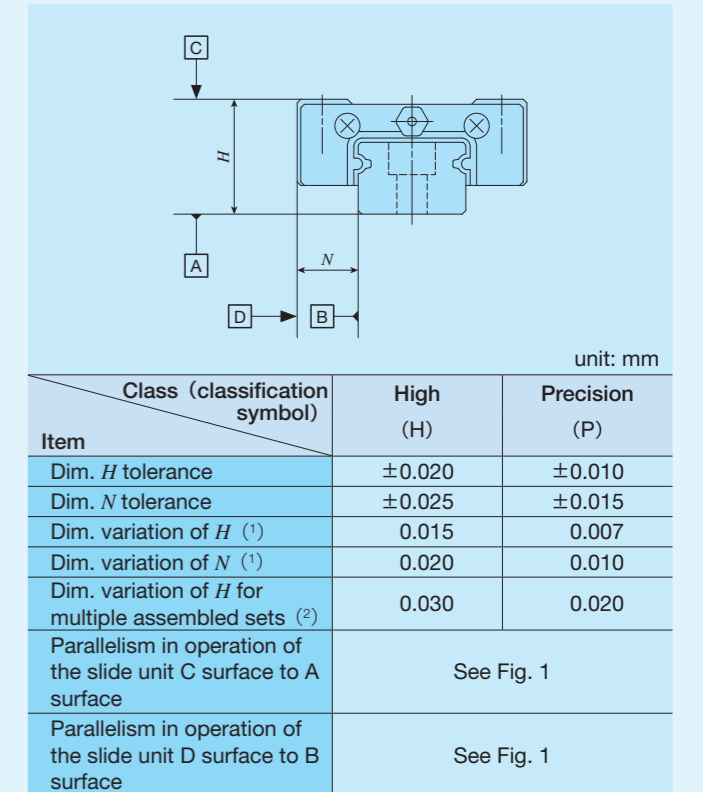 C
H
A
N
D
B
unit: mm
Class（classification
symbol）
Item
High
（H）
Precision
（P）
Dim. H tolerance
±0.020
±0.010
Dim. N tolerance
±0.025
±0.015
Dim. variation of H（¹）
0.015
0.007
Dim. variation of N（¹）
0.020
0.010
Dim. variation of H for
multiple assembled sets（²）
0.030
0.020
Parallelism in operation of
the slide unit C surface to A
surface
See Fig. 1
Parallelism in operation of
the slide unit D surface to B
surface
See Fig. 1